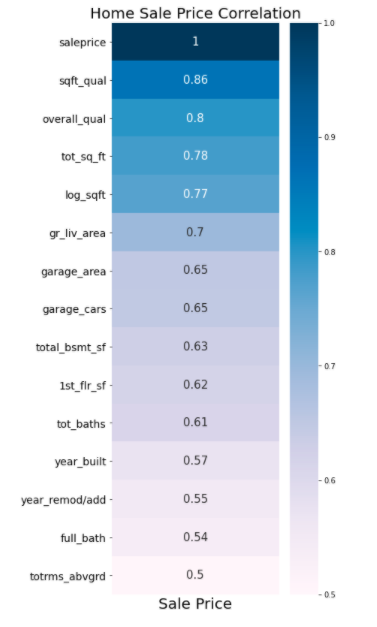 Home Sale Price Correlation
saleprice 1
sqft_qual 0.86
overall_qual 0.8
tot_sq_ft 0.78
log_sqft 0.77
gr_liv_area 0.7
garage_area 0.65
garage_cars 0.65
total_bsmt_sf 0.63
1st_flr_sf 0.62
tot_baths 0.61
year_built 0.57
year_remod/add 0.55
full_bath 0.54
totrms_abvgrd 0.5
Sale Price
1.0
0.9
0.8
0.7
0.6
0.5